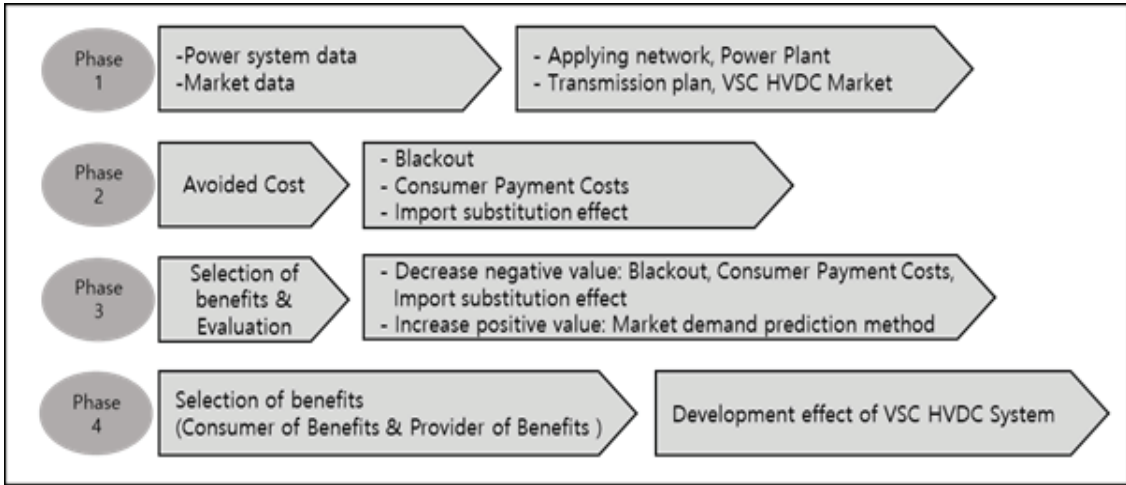 Phase
1
-Power system data
-Market data
- Applying network, Power Plant
- Transmission plan, VSC HVDC Market
Phase
2
Avoided Cost
- Blackout
- Consumer Payment Costs
- Import substitution effect
Phase
3
Selection of
benefits &
Evaluation
- Decrease negative value: Blackout, Consumer Payment Costs,
Import substitution effect
- Increase positive value: Market demand prediction method
Phase
4
Selection of benefits
(Consumer of Benefits & Provider of Benefits )
Development effect of VSC HVDC System